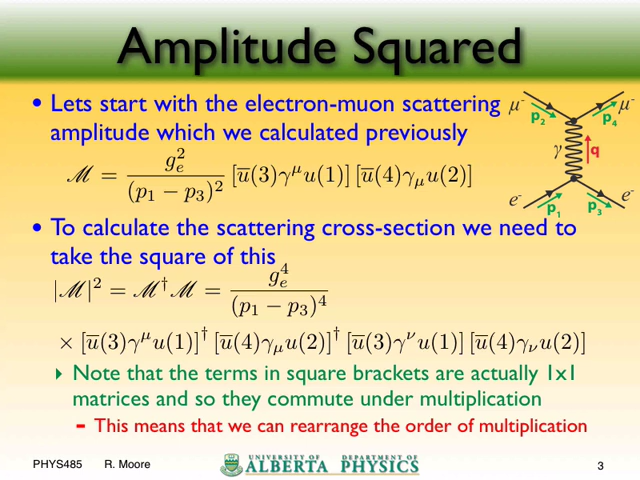 Amplitude Squared
• Lets start with the electron-muon scattering
amplitude which we calculated previously
ℳ = g_e^2 / (p_1 − p_3)^2 [u̅(3)γ^μ u(1)] [u̅(4)γ_μ u(2)]
μ^- p_2 p_4 μ^-
γ q
e^- p_1 p_3 e^-
• To calculate the scattering cross-section we need to
take the square of this
|ℳ|^2 = ℳ^†ℳ = g_e^4 / (p_1 − p_3)^4
× [u̅(3)γ^μ u(1)]^† [u̅(4)γ_μ u(2)]^† [u̅(3)γ^ν u(1)] [u̅(4)γ_ν u(2)]
‣ Note that the terms in square brackets are actually 1x1
matrices and so they commute under multiplication
- This means that we can rearrange the order of multiplication
PHYS485 R. Moore
UNIVERSITY OF DEPARTMENT OF
ALBERTA PHYSICS
3